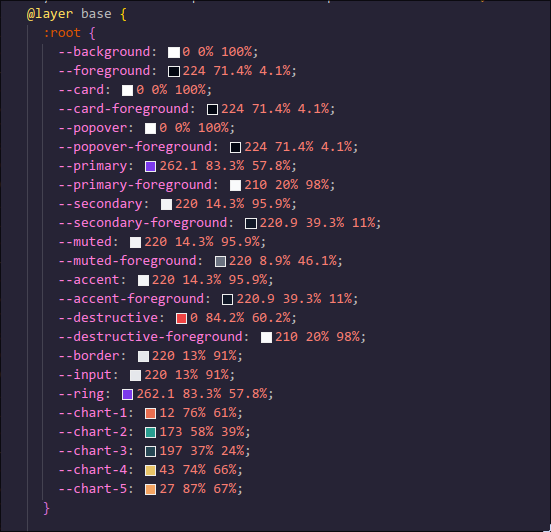 @layer base {
:root {
--background: 0 0% 100%;
--foreground: 224 71.4% 4.1%;
--card: 0 0% 100%;
--card-foreground: 224 71.4% 4.1%;
--popover: 0 0% 100%;
--popover-foreground: 224 71.4% 4.1%;
--primary: 262.1 83.3% 57.8%;
--primary-foreground: 210 20% 98%;
--secondary: 220 14.3% 95.9%;
--secondary-foreground: 220.9 39.3% 11%;
--muted: 220 14.3% 95.9%;
--muted-foreground: 220 8.9% 46.1%;
--accent: 220 14.3% 95.9%;
--accent-foreground: 220.9 39.3% 11%;
--destructive: 0 84.2% 60.2%;
--destructive-foreground: 210 20% 98%;
--border: 220 13% 91%;
--input: 220 13% 91%;
--ring: 262.1 83.3% 57.8%;
--chart-1: 12 76% 61%;
--chart-2: 173 58% 39%;
--chart-3: 197 37% 24%;
--chart-4: 43 74% 66%;
--chart-5: 27 87% 67%;
}